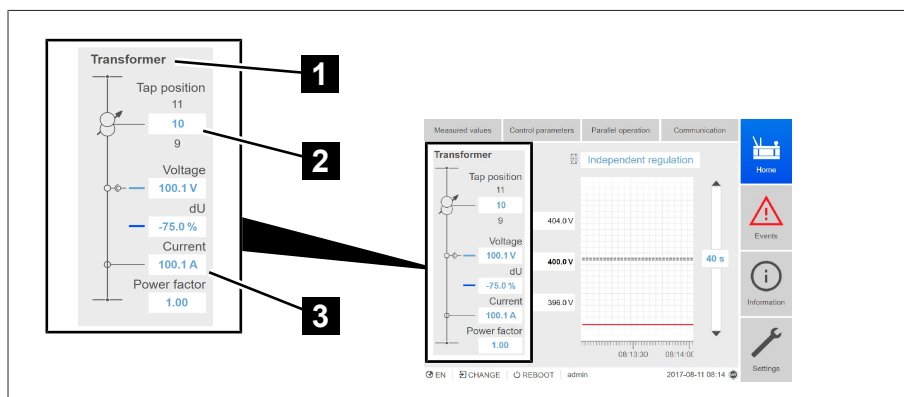 Transformer
Tap position
11
10
9
Voltage
100.1 V
dU
-75.0 %
Current
100.1 A
Power factor
1.00
1
2
3
Measured values
Control parameters
Parallel operation
Communication
Transformer
Tap position
11
10
9
Voltage
100.1 V
dU
-75.0 %
Current
100.1 A
Power factor
1.00
Independent regulation
404.0 V
400.0 V
396.0 V
40 s
08:13:30
08:14:00
EN
CHANGE
REBOOT
admin
2017-08-11 08:14
Home
Events
Information
Settings